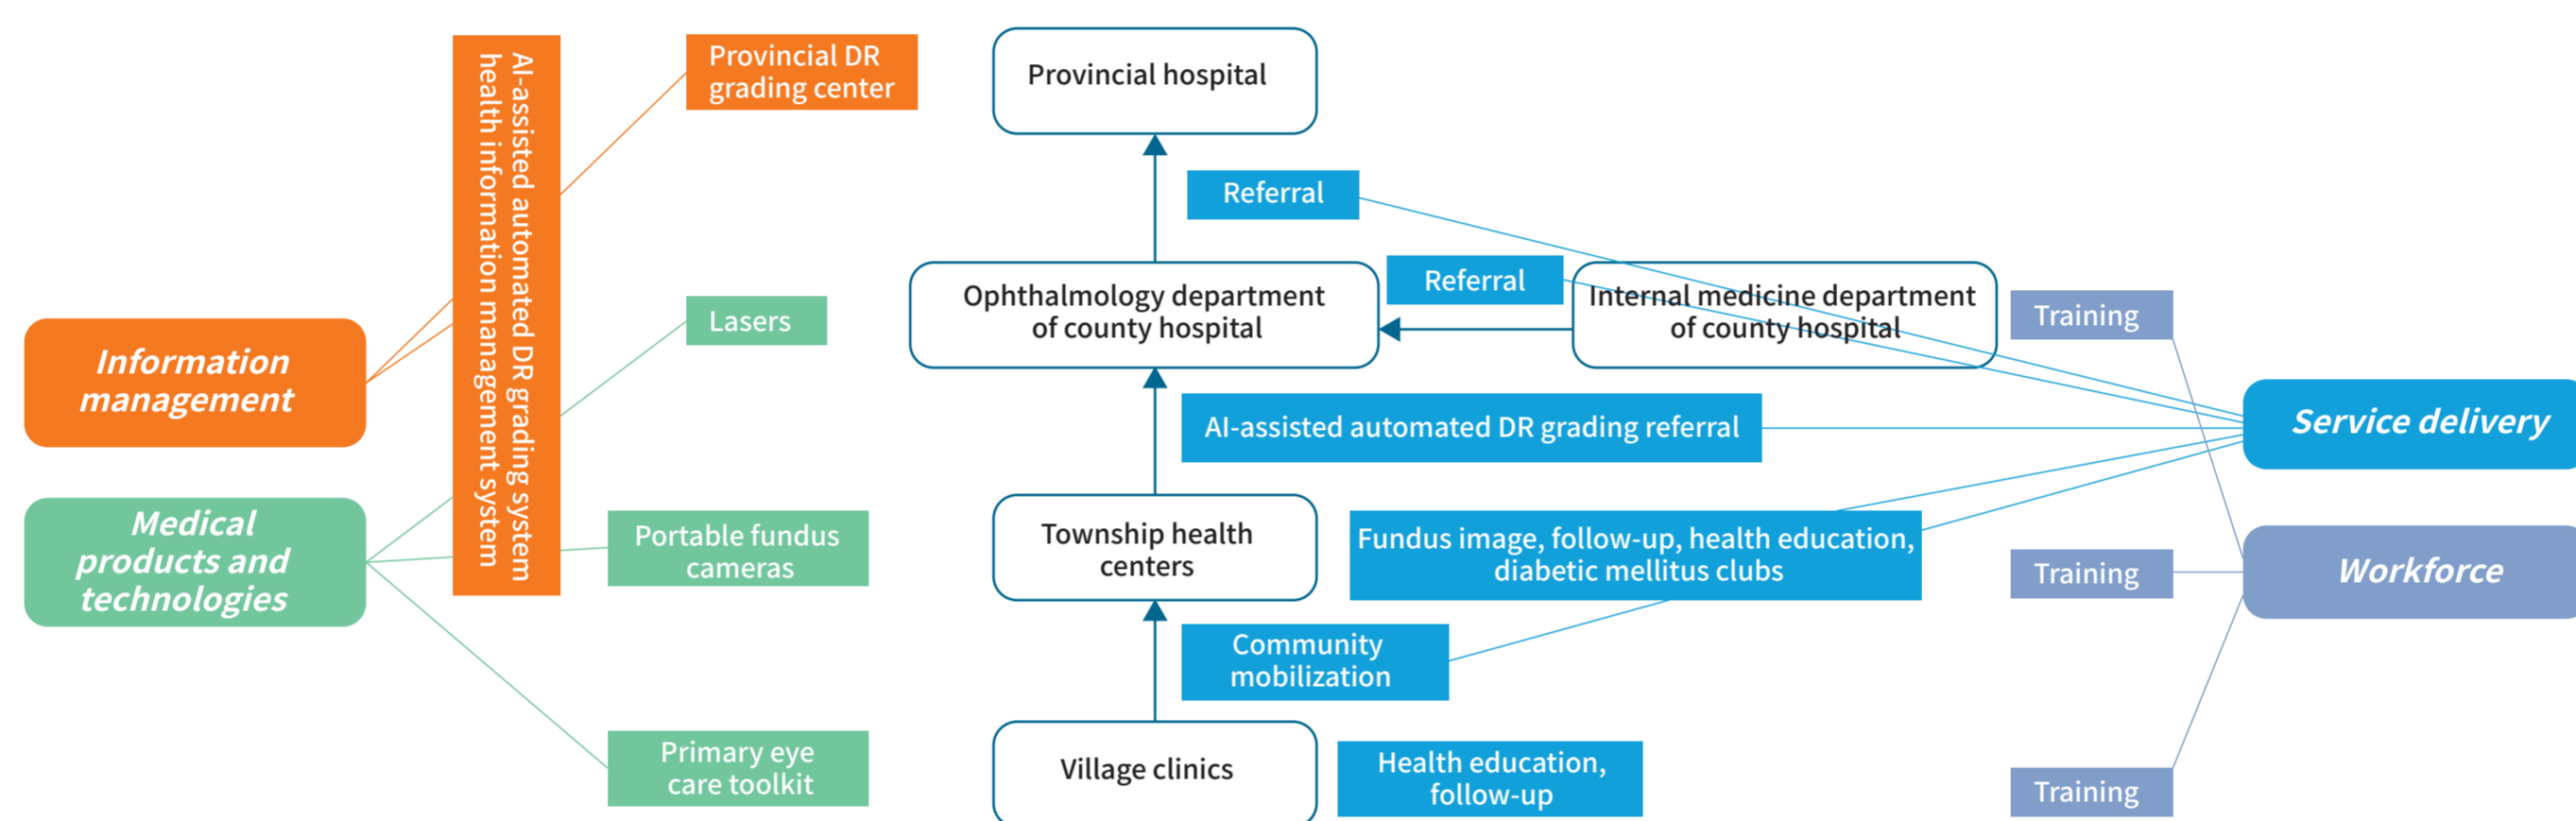 AI-assisted automated DR grading system
health information management system
Provincial DR
grading center
Provincial hospital
Referral
Lasers
Ophthalmology department
of county hospital
Referral
Internal medicine department
of county hospital
Training
Information
management
AI-assisted automated DR grading referral
Service delivery
Medical
products and
technologies
Portable fundus
cameras
Township health
centers
Fundus image, follow-up, health education,
diabetic mellitus clubs
Training
Workforce
Community
mobilization
Primary eye
care toolkit
Village clinics
Health education,
follow-up
Training